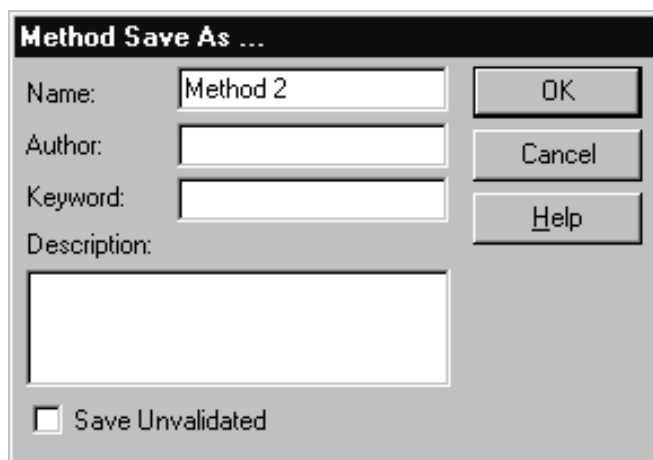 Method Save As ...
Name:
Method 2
OK
Author:
Cancel
Keyword:
Help
Description:
Save Unvalidated